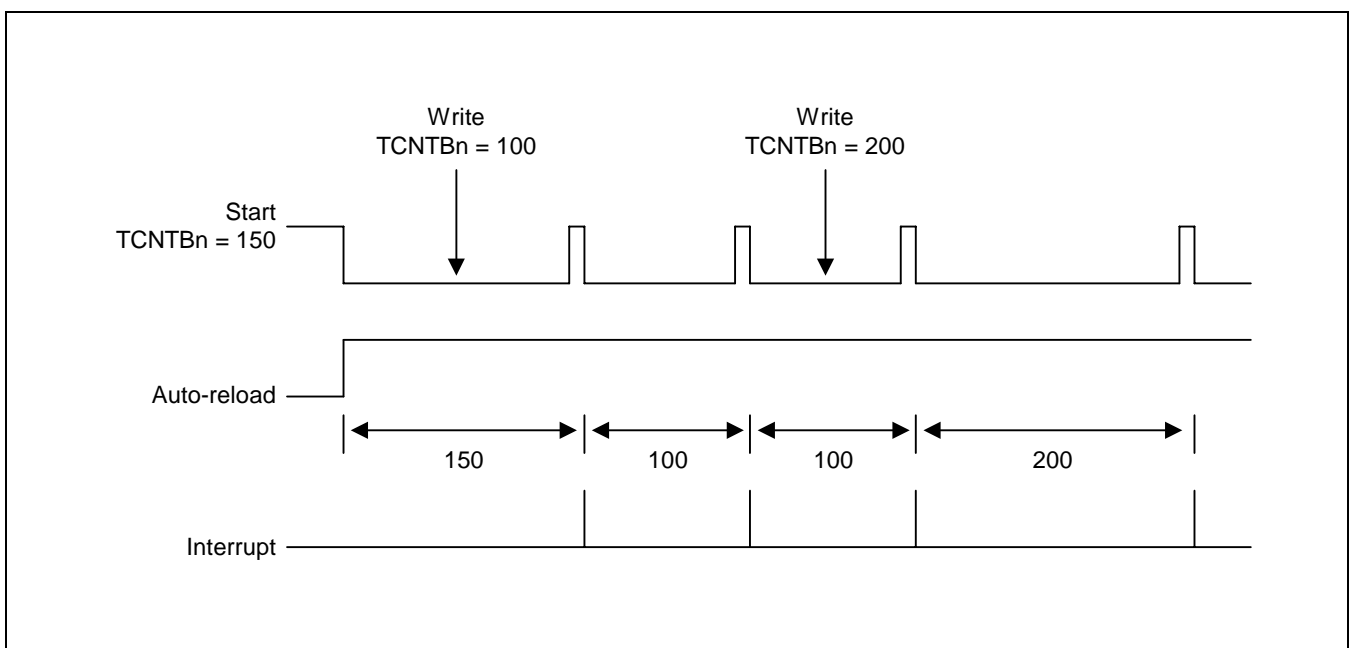 Write
TCNTBn = 100
Write
TCNTBn = 200
Start
TCNTBn = 150
Auto-reload
150
100
100
200
Interrupt